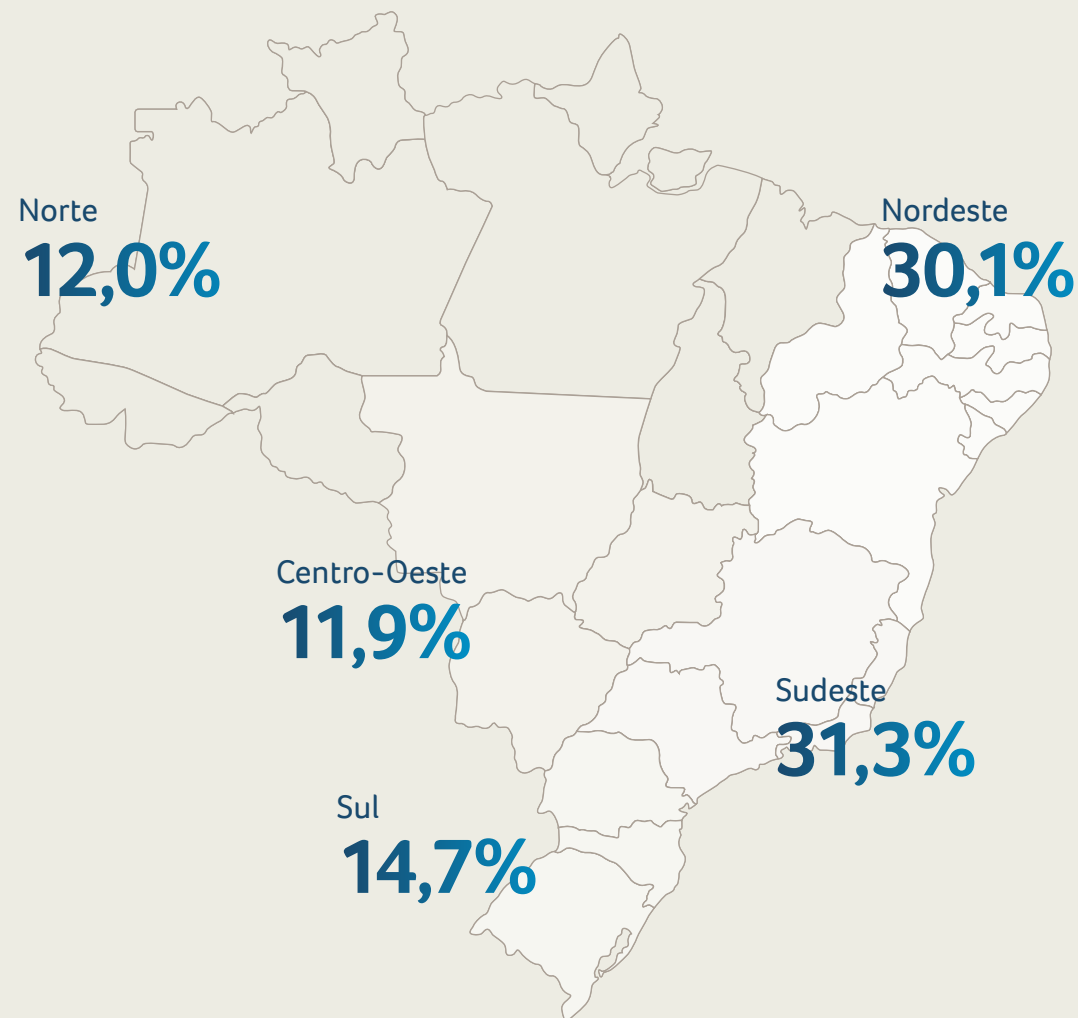 Norte
12,0%
Nordeste
30,1%
Centro-Oeste
11,9%
Sudeste
31,3%
Sul
14,7%